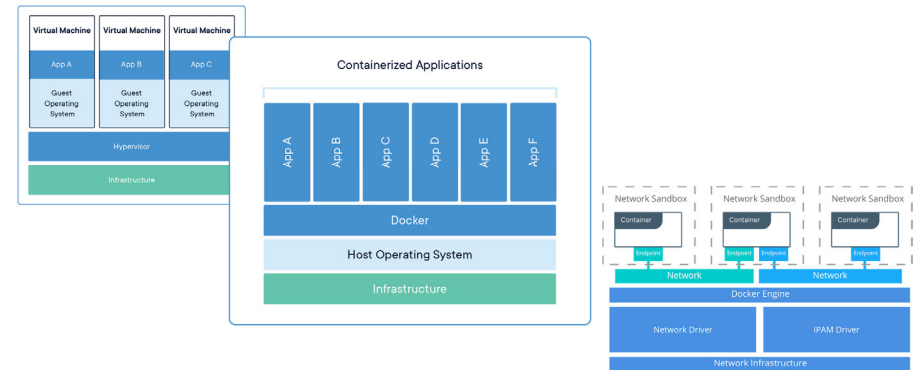 Virtual Machine
Virtual Machine
Virtual Machine
App A
App B
App C
Guest
Operating
System
Guest
Operating
System
Guest
Operating
System
Hypervisor
Infrastructure
Containerized Applications
App A
App B
App C
App D
App E
App F
Docker
Host Operating System
Infrastructure
Network Sandbox
Network Sandbox
Network Sandbox
Container
Container
Container
Endpoint
Endpoint
Endpoint
Endpoint
Network
Network
Docker Engine
Network Driver
IPAM Driver
Network Infrastructure